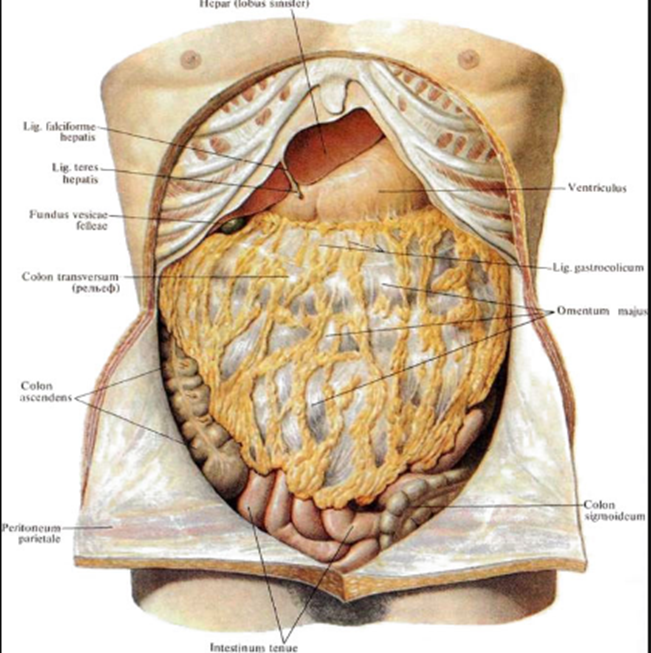 Hepar (lobus sinister)
Lig. falciforme
hepatis
Lig. teres
hepatis
Fundus vesicae
felleae
Colon transversum
(рельеф)
Colon
ascendens
Peritoneum
parietale
Ventriculus
Lig. gastrocolicum
Omentum majus
Colon
sigmoideum
Intestinum tenue